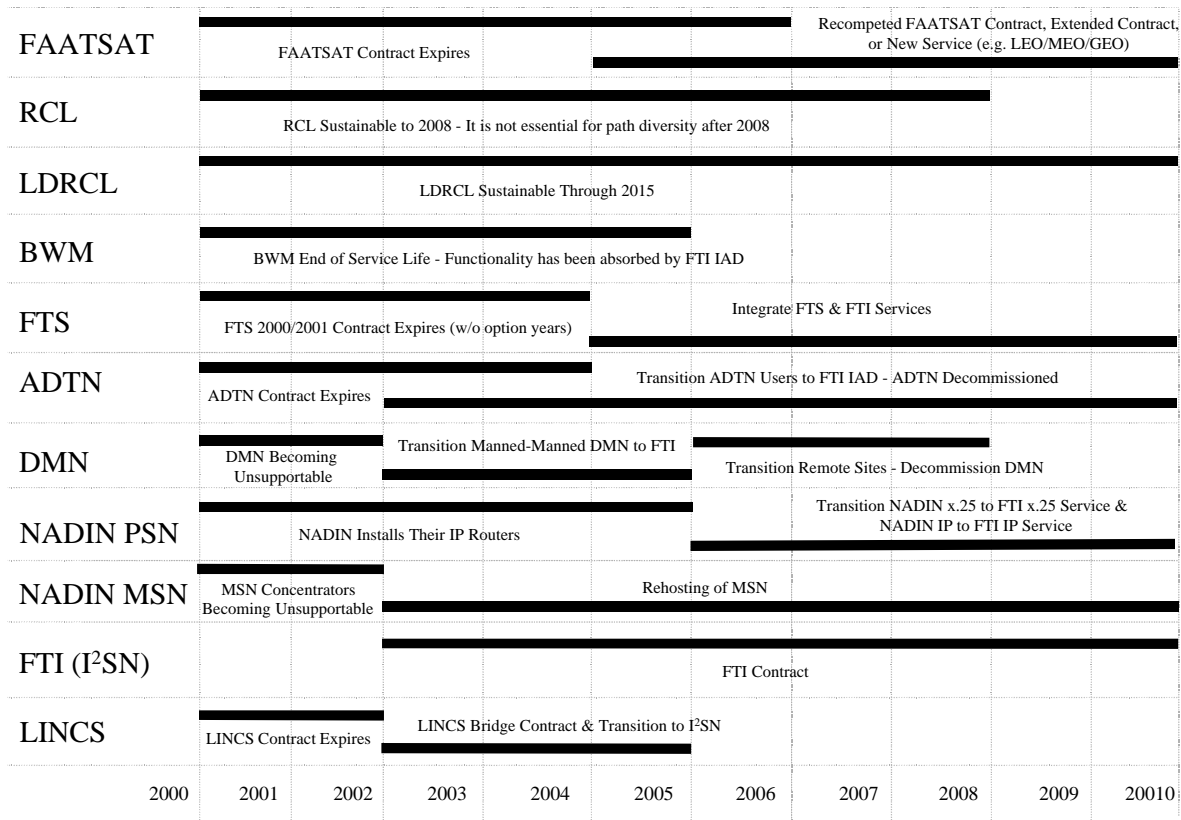 FAATSAT
FAATSAT Contract Expires
Recompeted FAATSAT Contract, Extended Contract,
or New Service (e.g. LEO/MEO/GEO)
RCL
RCL Sustainable to 2008 - It is not essential for path diversity after 2008
LDRCL
LDRCL Sustainable Through 2015
BWM
BWM End of Service Life - Functionality has been absorbed by FTI IAD
FTS
FTS 2000/2001 Contract Expires (w/o option years)
Integrate FTS & FTI Services
ADTN
ADTN Contract Expires
Transition ADTN Users to FTI IAD - ADTN Decommissioned
DMN
DMN Becoming
Unsupportable
Transition Manned-Manned DMN to FTI
Transition Remote Sites - Decommission DMN
NADIN PSN
NADIN Installs Their IP Routers
Transition NADIN x.25 to FTI x.25 Service &
NADIN IP to FTI IP Service
NADIN MSN
MSN Concentrators
Becoming Unsupportable
Rehosting of MSN
FTI (I²SN)
FTI Contract
LINCS
LINCS Contract Expires
LINCS Bridge Contract & Transition to I²SN
2000 2001 2002 2003 2004 2005 2006 2007 2008 2009 20010